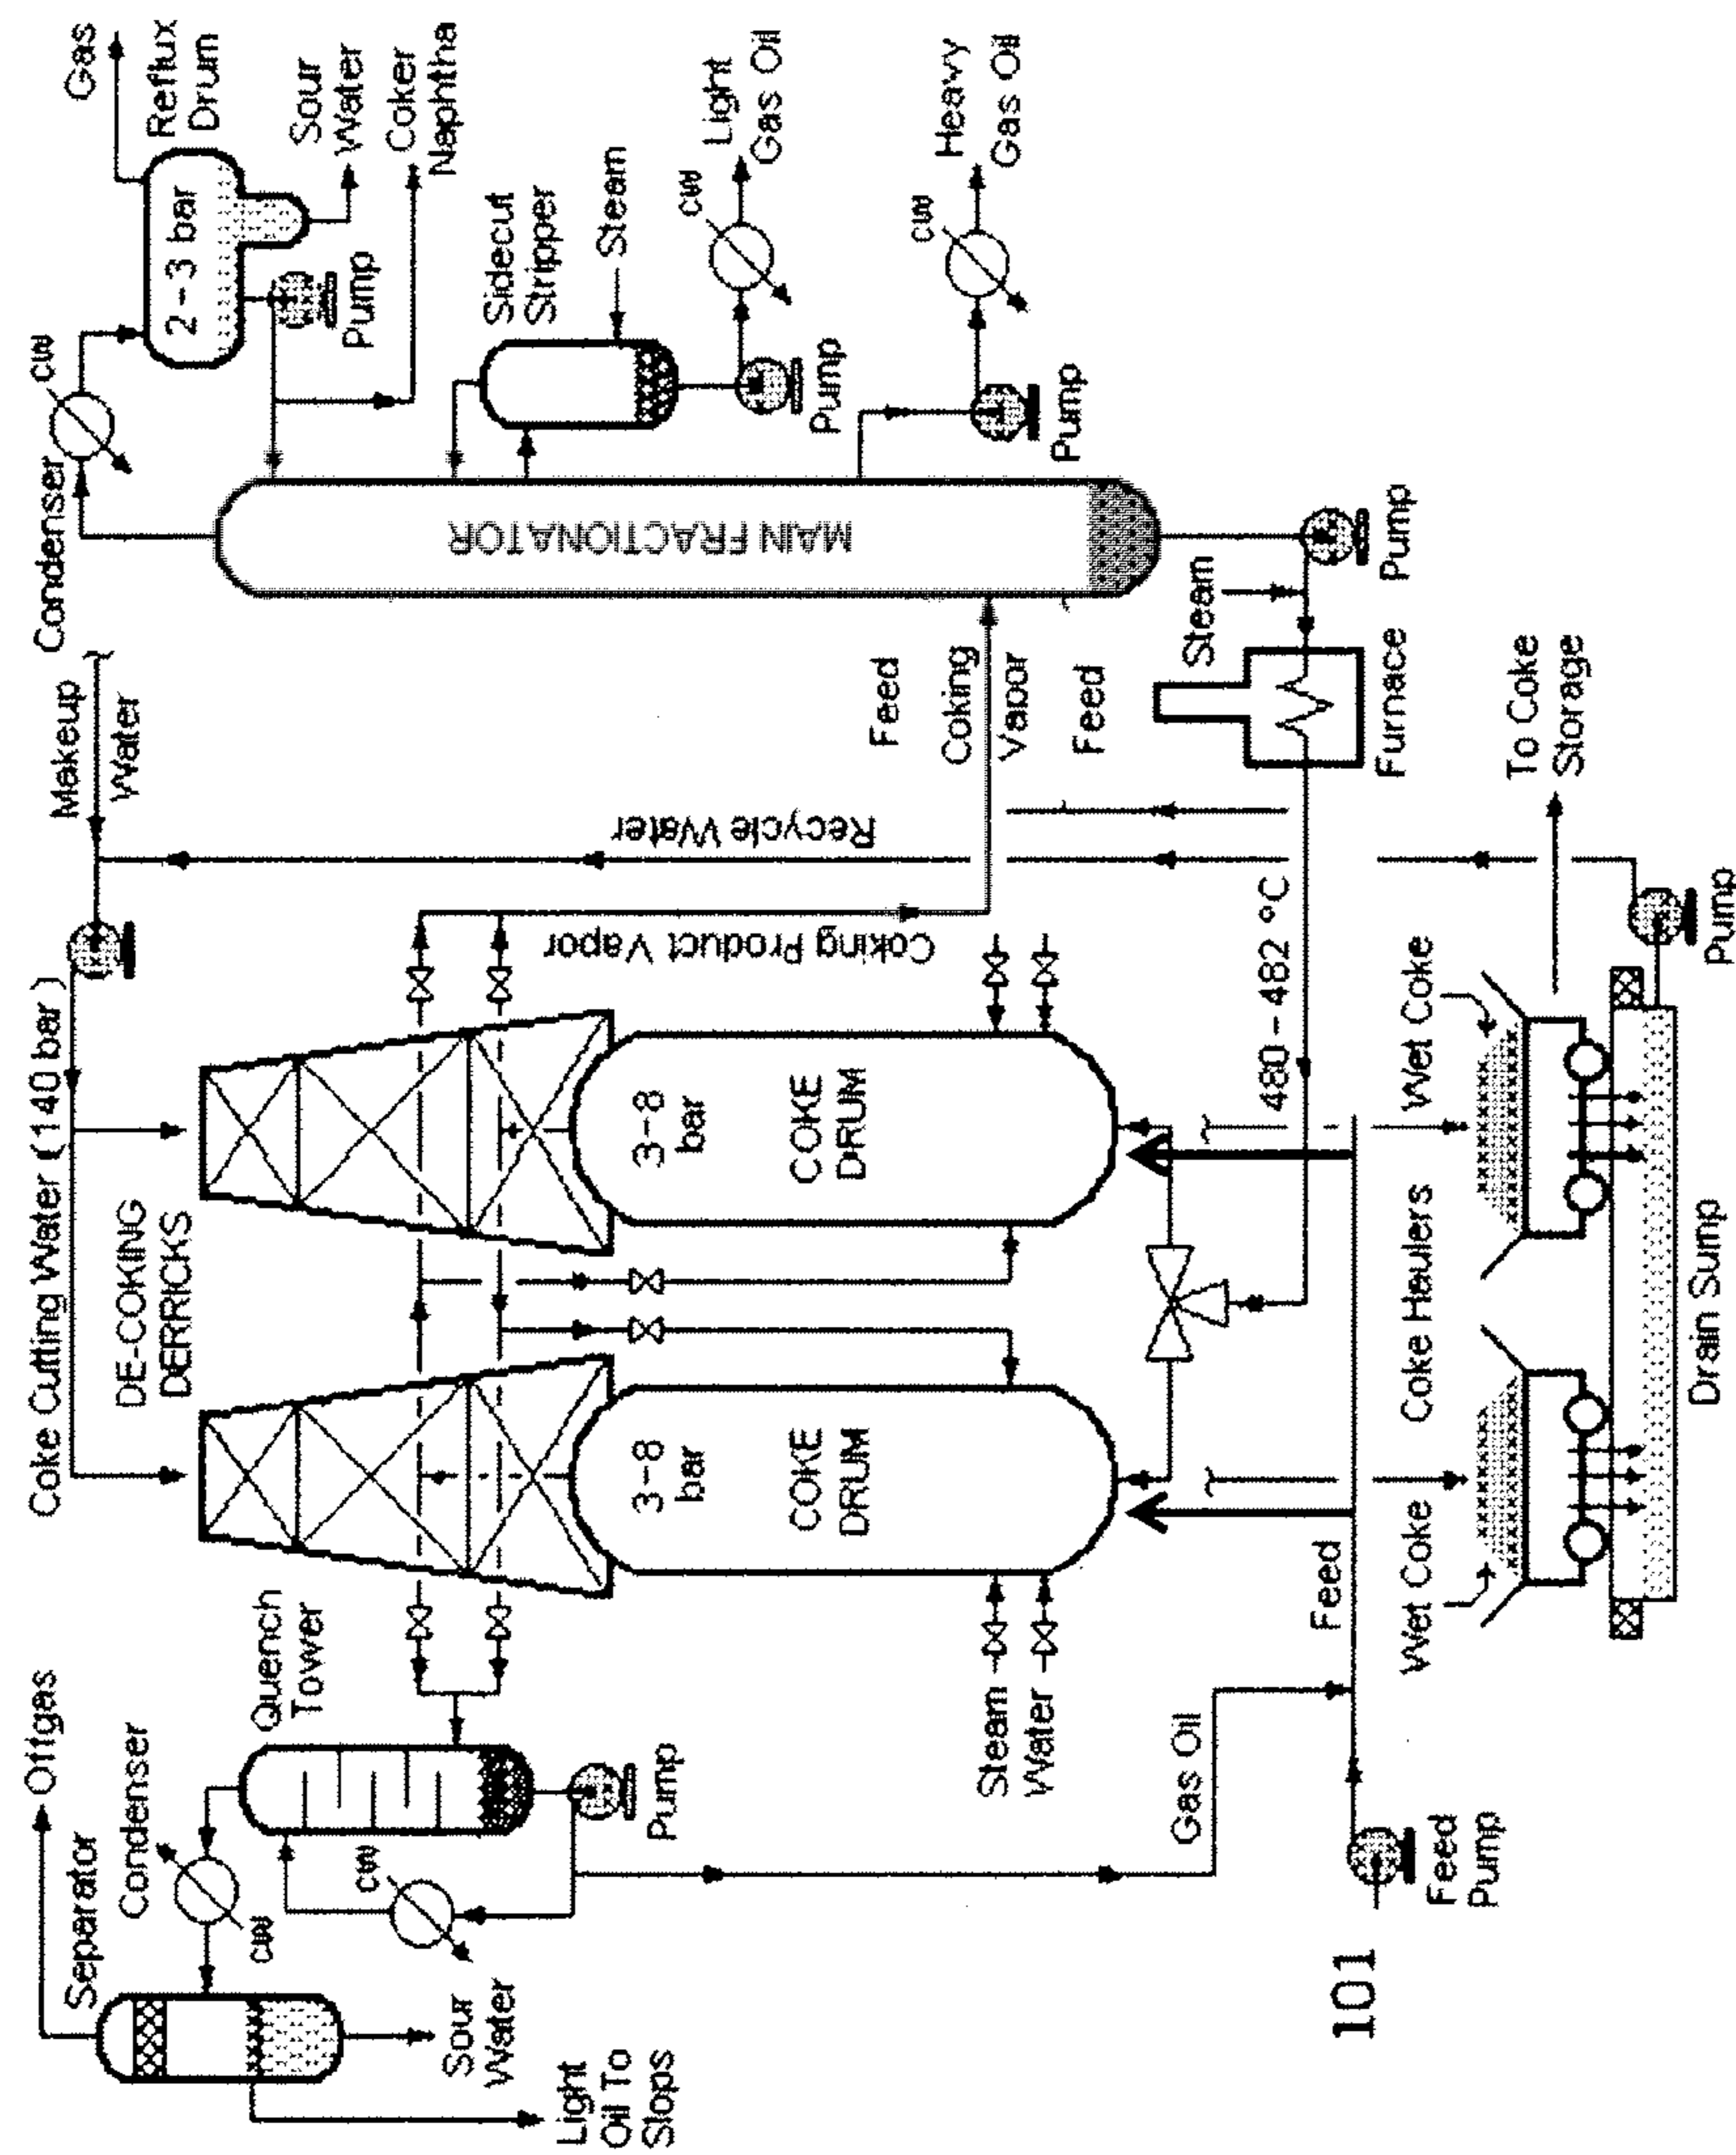 Offgas
Separator
Condenser
CW
Quench
Tower
CW
Pump
Sour
Water
Light
Oil To
Slops
Coke Cutting Water (140 bar)
DE-COKING
DERRICKS
Makeup
Water
Condenser
CW
Gas
Reflux
Drum
2-3 bar
Pump
Sour
Water
Coker
Naphtha
Sidecut
Stripper
Steam
CW
Pump
Light
Gas Oil
CW
Pump
Heavy
Gas Oil
MAIN FRACTIONATOR
Coking Product Vapor
Recycle Water
Feed
Coking
Vapor
Feed
3-8
bar
COKE
DRUM
3-8
bar
COKE
DRUM
Steam
Water
Gas Oil
Feed
480-482 °C
Steam
Furnace
Pump
101
Feed
Pump
Wet Coke
Coke Haulers
Wet Coke
To Coke
Storage
Drain Sump
Pump